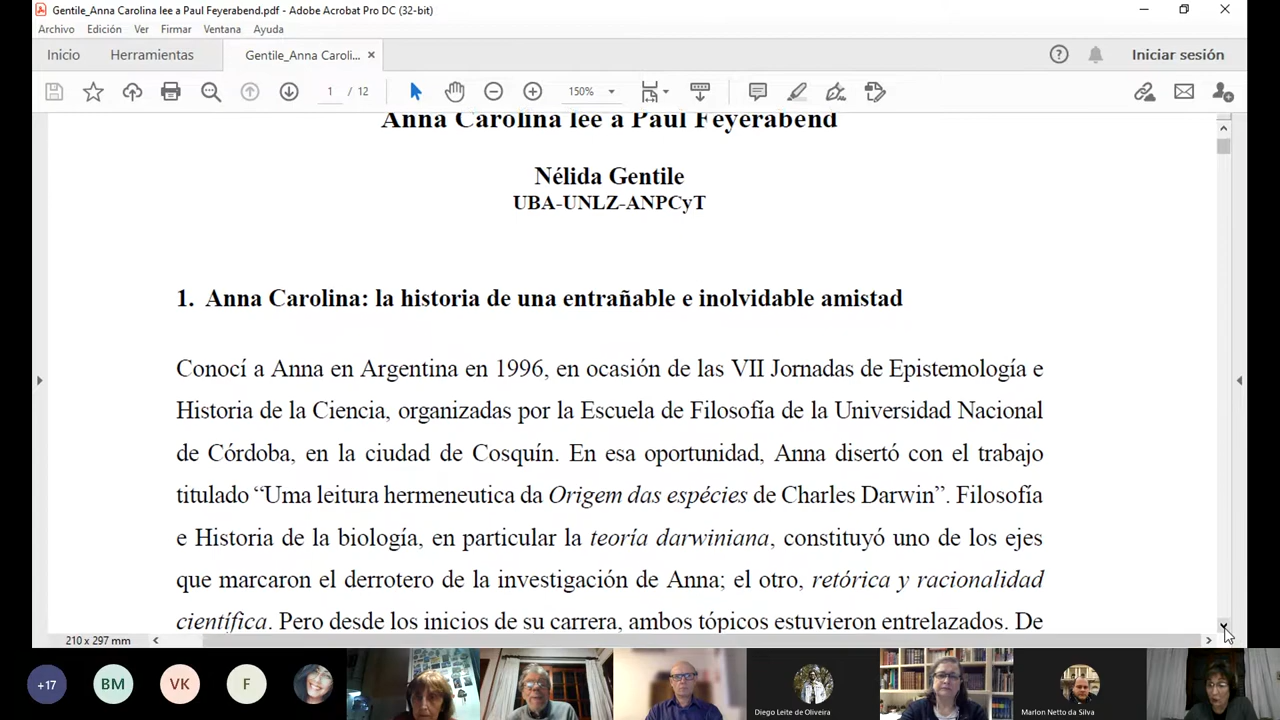 Gentile_Anna Carolina lee a Paul Feyerabend.pdf - Adobe Acrobat Pro DC (32-bit)
Archivo Edición Ver Firmar Ventana Ayuda
Inicio Herramientas Gentile_Anna Caroli... × Iniciar sesión
1 / 12 150%
Anna Carolina lee a Paul Feyerabend
Nélida Gentile
UBA-UNLZ-ANPCyT
1. Anna Carolina: la historia de una entrañable e inolvidable amistad
Conocí a Anna en Argentina en 1996, en ocasión de las VII Jornadas de Epistemología e
Historia de la Ciencia, organizadas por la Escuela de Filosofía de la Universidad Nacional
de Córdoba, en la ciudad de Cosquín. En esa oportunidad, Anna disertó con el trabajo
titulado “Uma leitura hermeneutica da Origem das espécies de Charles Darwin”. Filosofía
e Historia de la biología, en particular la teoría darwiniana, constituyó uno de los ejes
que marcaron el derrotero de la investigación de Anna; el otro, retórica y racionalidad
científica. Pero desde los inicios de su carrera, ambos tópicos estuvieron entrelazados. De
210 x 297 mm
+17 BM VK F
Diego Leite de Oliveira Marlon Netto da Silva